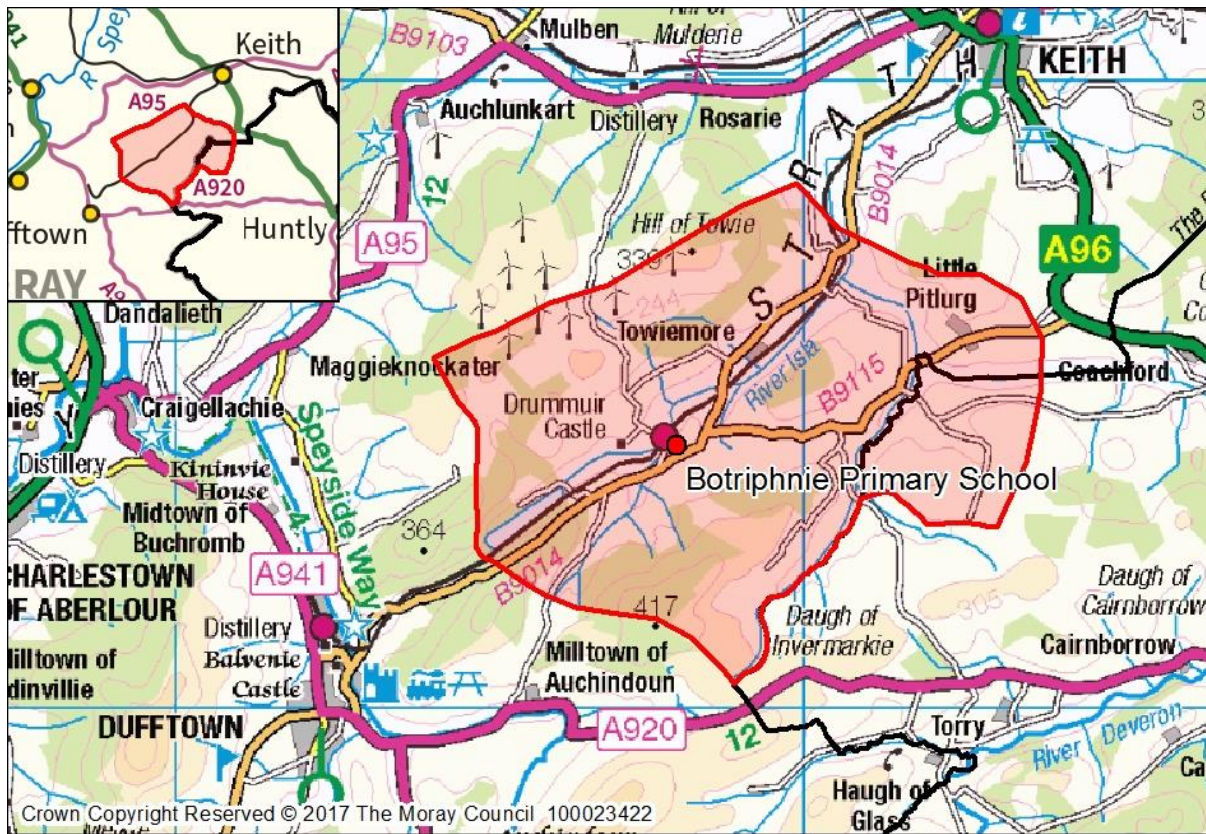 Keith
A95
A920
Huntly
fftown
RAY
R
Spey
941
B9103
Mulben
Mulderie
Auchlunkart
Distillery
Rosarie
KEITH
S T R A T H
B9014
12
A95
Hill of Towie
339
244
Little
Pitlurg
A96
Coachford
Dandalieth
Maggieknockater
Towiemore
River Isla
B9115
Craigellachie
Drummuir
Castle
Distillery
Kininvie
House
Speyside Way
4
Botriphnie Primary School
Midtown of
Buchromb
364
CHARLESTOWN
OF ABERLOUR
A941
B9014
417
Daugh of
Invermarkie
305
Daugh of
Cairnborrow
Cairnborrow
Distillery
Balvenie
Castle
Milltown of
Auchindoun
DUFFTOWN
A920
12
Torry
River Deveron
Haugh of
Glass
Crown Copyright Reserved © 2017 The Moray Council 100023422